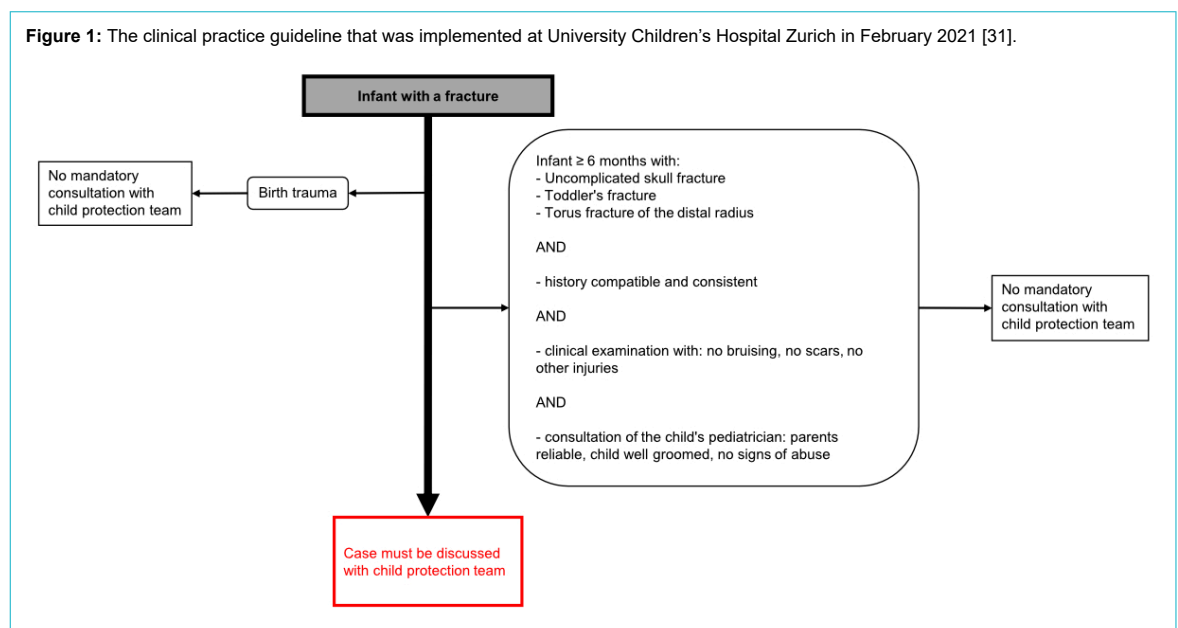 Figure 1: The clinical practice guideline that was implemented at University Children’s Hospital Zurich in February 2021 [31].
Infant with a fracture
No mandatory
consultation with
child protection team
Birth trauma
Infant ≥ 6 months with:
- Uncomplicated skull fracture
- Toddler's fracture
- Torus fracture of the distal radius
AND
- history compatible and consistent
AND
- clinical examination with: no bruising, no scars, no
other injuries
AND
- consultation of the child's pediatrician: parents
reliable, child well groomed, no signs of abuse
No mandatory
consultation with
child protection team
Case must be discussed
with child protection team